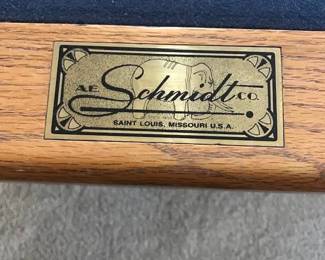 A.E. Schmidt CO.
SAINT LOUIS, MISSOURI U.S.A.